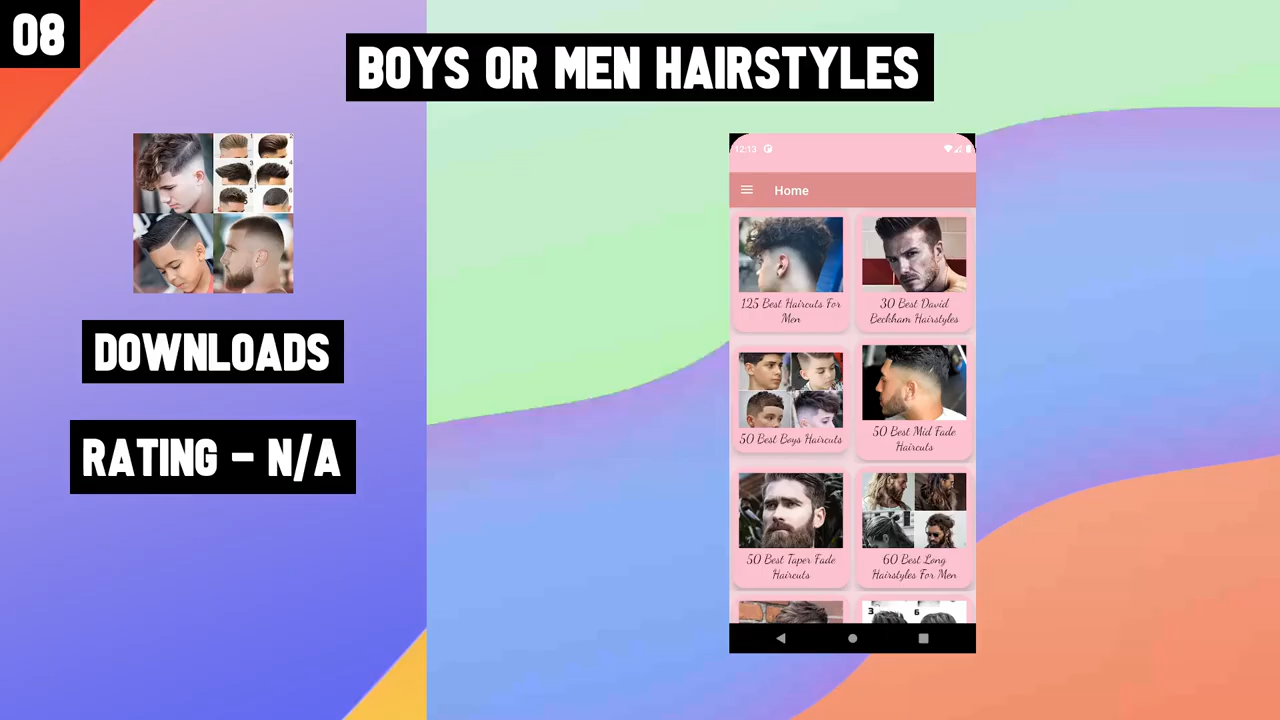 08
BOYS OR MEN HAIRSTYLES
DOWNLOADS
RATING - N/A
12:13
Home
125 Best Haircuts For
Men
30 Best David
Beckham Hairstyles
50 Best Boys Haircuts
50 Best Mid Fade
Haircuts
50 Best Taper Fade
Haircuts
60 Best Long
Hairstyles For Men
3
6